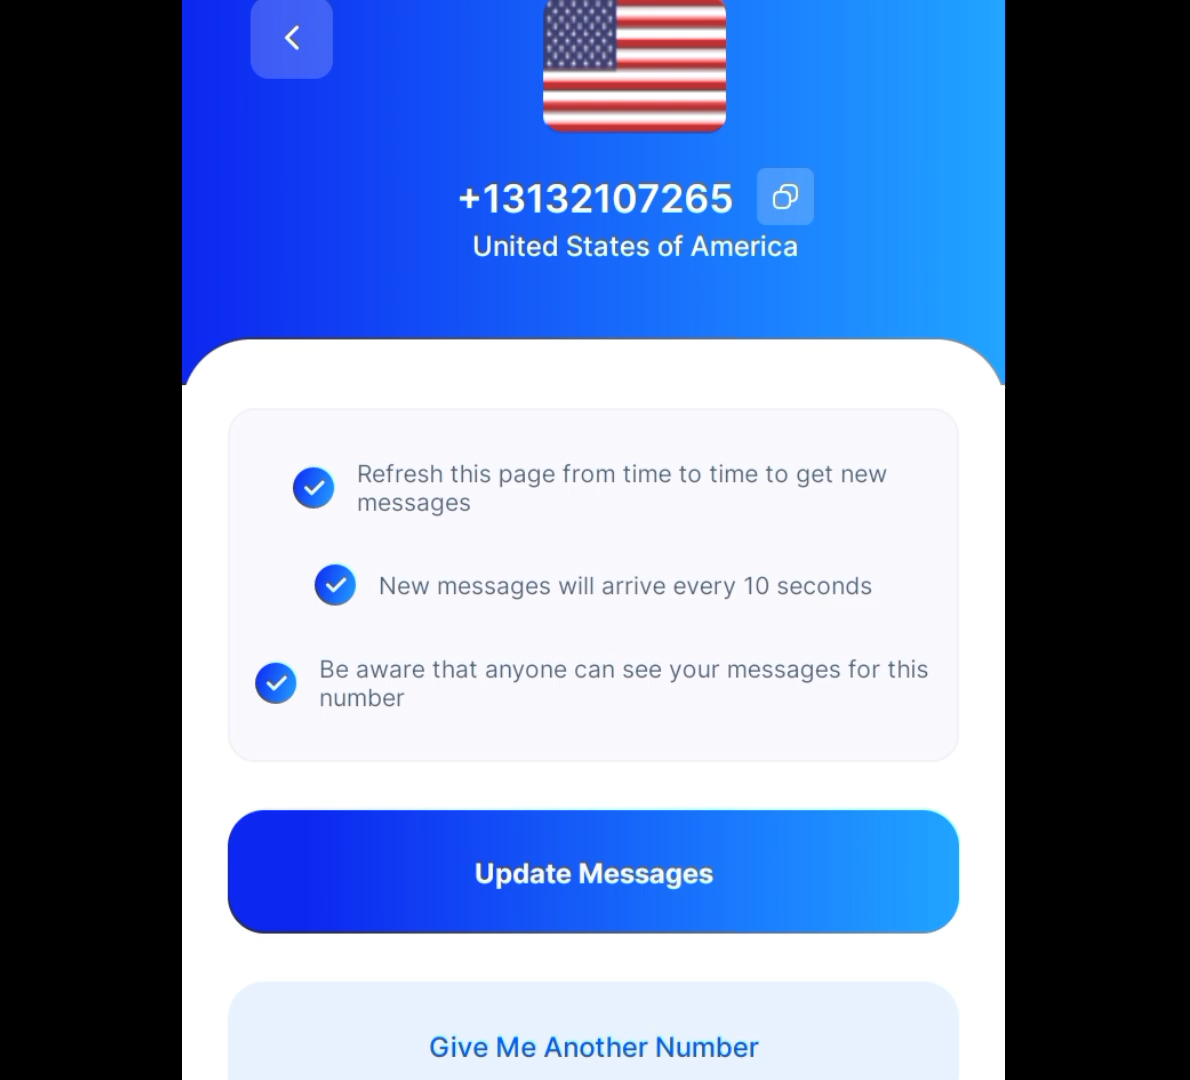 +13132107265
United States of America
Refresh this page from time to time to get new
messages
New messages will arrive every 10 seconds
Be aware that anyone can see your messages for this
number
Update Messages
Give Me Another Number